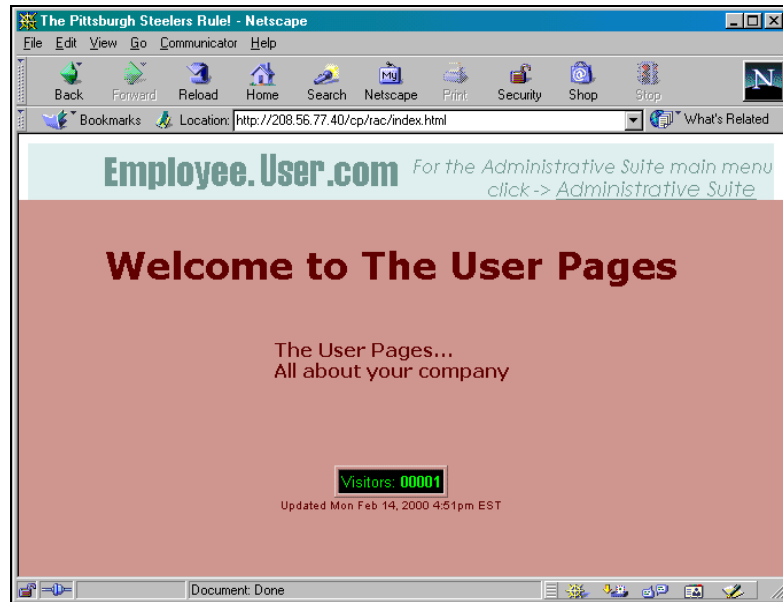 The Pittsburgh Steelers Rule! - Netscape
File Edit View Go Communicator Help
Back Forward Reload Home Search Netscape Print Security Shop Stop
My
N
Bookmarks Location: http://208.56.77.40/cp/rac/index.html What's Related
Employee.User.com
For the Administrative Suite main menu
click -> Administrative Suite
Welcome to The User Pages
The User Pages...
All about your company
Visitors: 00001
Updated Mon Feb 14, 2000 4:51pm EST
Document: Done